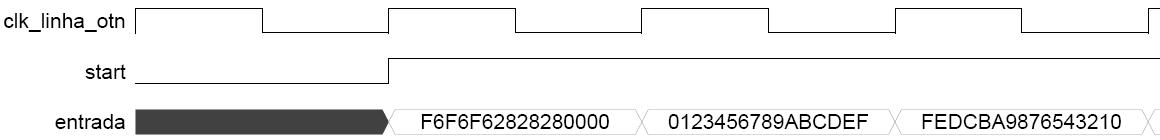 clk_linha_otn
start
entrada F6F6F62828280000 0123456789ABCDEF FEDCBA9876543210